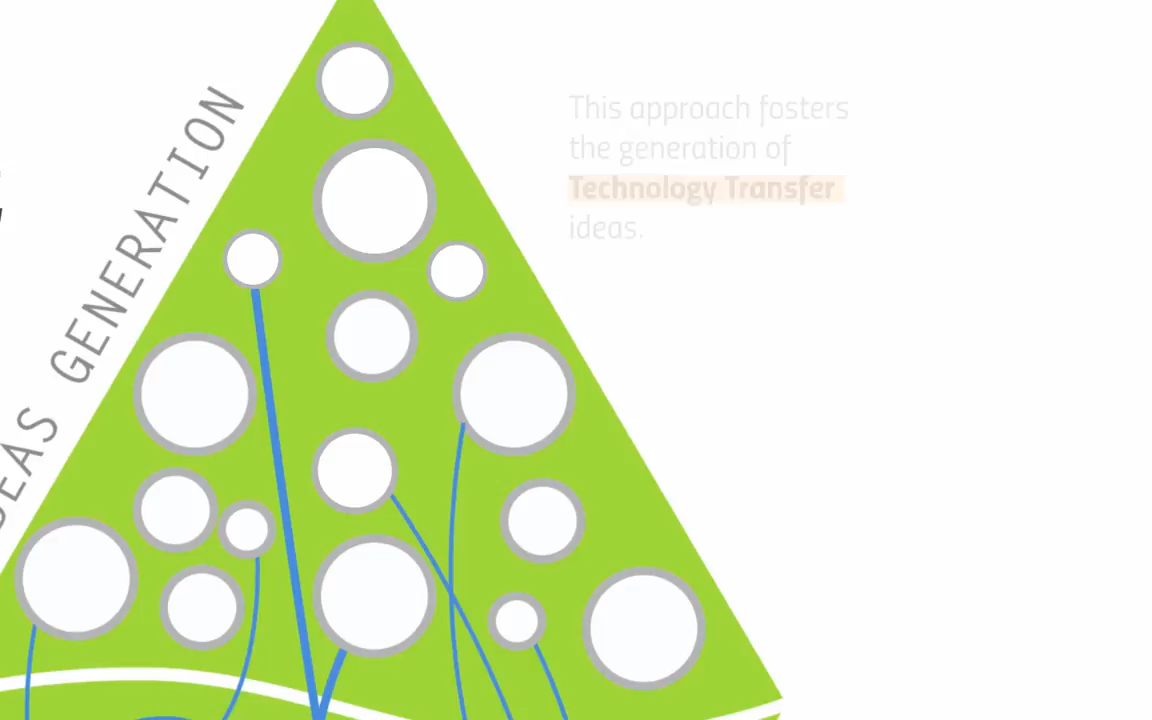 IDEAS GENERATION
This approach fosters
the generation of
Technology Transfer
ideas.